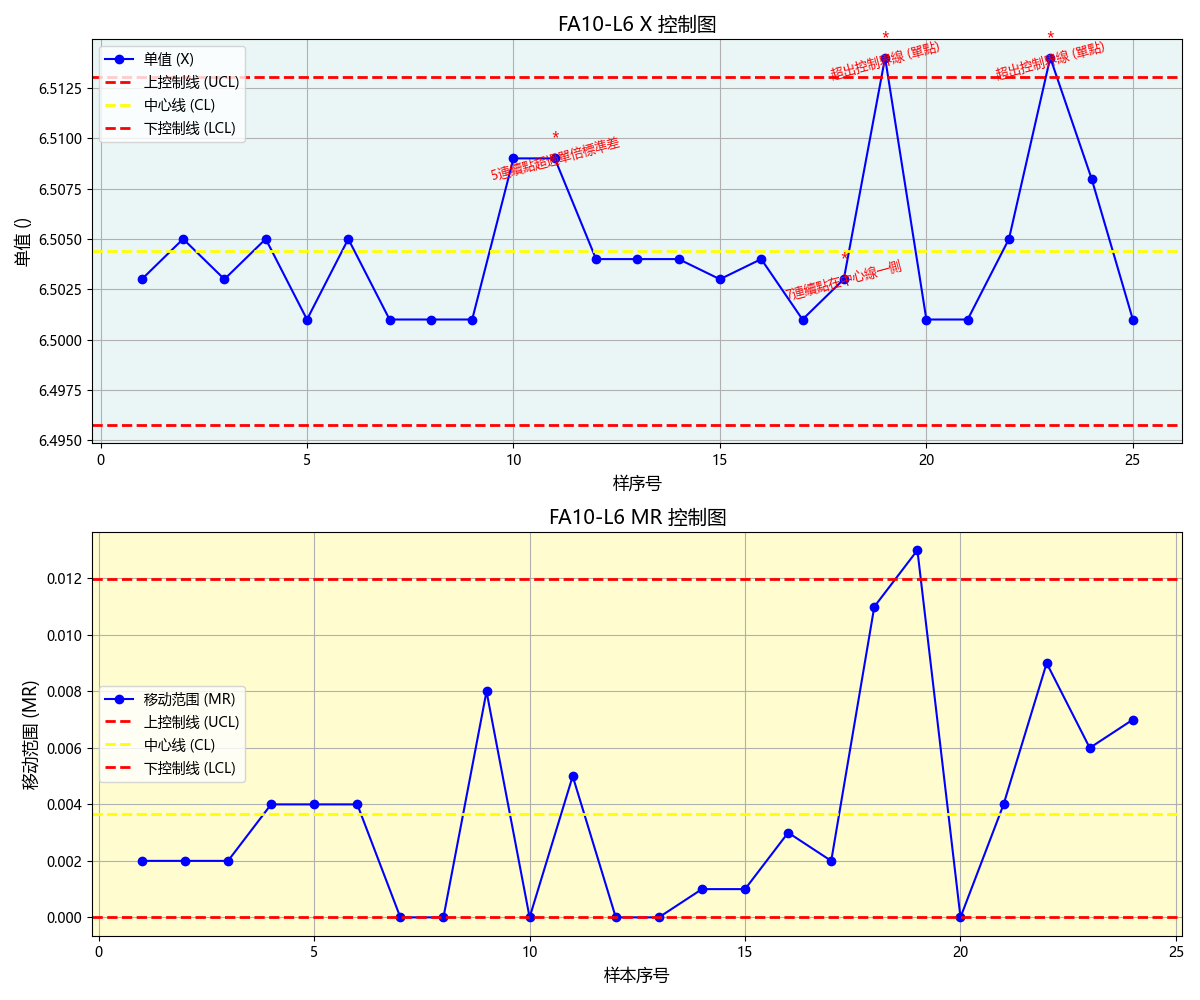 FA10-L6 X 控制图
单值 (X)
上控制线 (UCL)
中心线 (CL)
下控制线 (LCL)
单值 ()
6.5125
6.5100
6.5075
6.5050
6.5025
6.5000
6.4975
6.4950
*
5連續點超過單倍標準差
*
7連續點在中心線一側
*
超出控制界線 (單點)
*
超出控制界線 (單點)
0 5 10 15 20 25
样序号
FA10-L6 MR 控制图
移动范围 (MR)
0.012
0.010
0.008
0.006
0.004
0.002
0.000
移动范围 (MR)
上控制线 (UCL)
中心线 (CL)
下控制线 (LCL)
0 5 10 15 20 25
样本序号